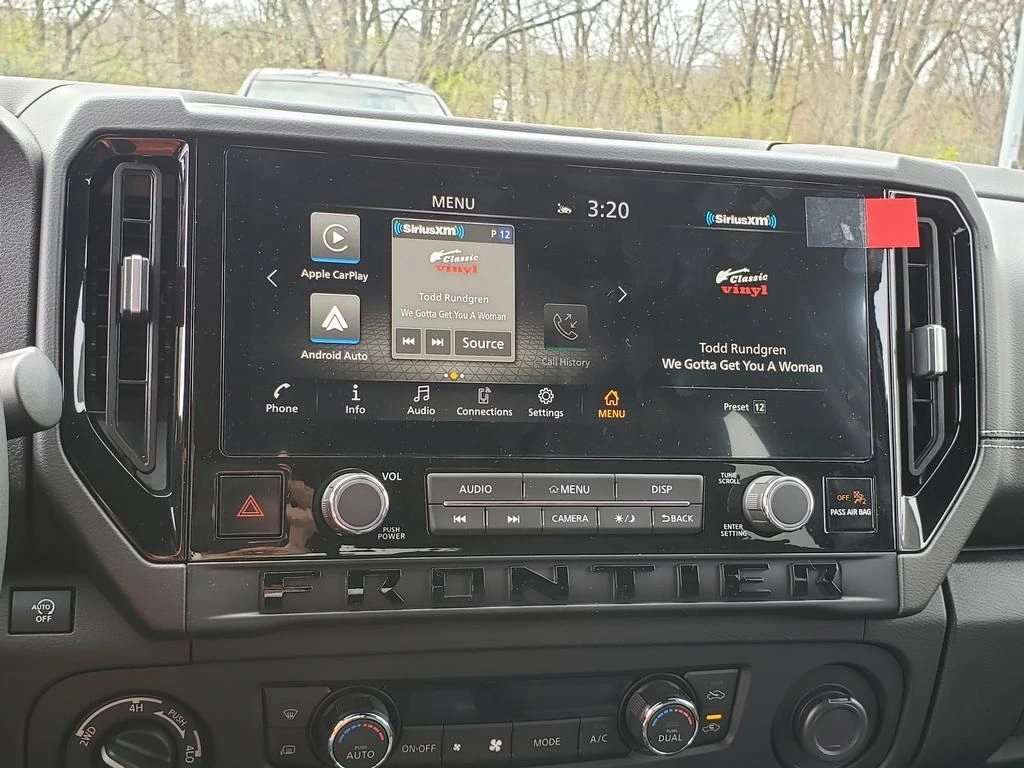 MENU
3:20
SiriusXM
Apple CarPlay
SiriusXM
P 12
Classic
vinyl
Todd Rundgren
We Gotta Get You A Woman
Source
Android Auto
Call History
Classic
vinyl
Todd Rundgren
We Gotta Get You A Woman
Preset 12
Phone
Info
Audio
Connections
Settings
MENU
VOL
PUSH
POWER
AUDIO
MENU
DISP
CAMERA
BACK
TUNE
SCROLL
ENTER
SETTING
OFF
2
PASS AIR BAG
FRONTIER
AUTO
OFF
2WD
4H
PUSH
4LO
PUSH
AUTO
ON·OFF
MODE
A/C
PUSH
DUAL